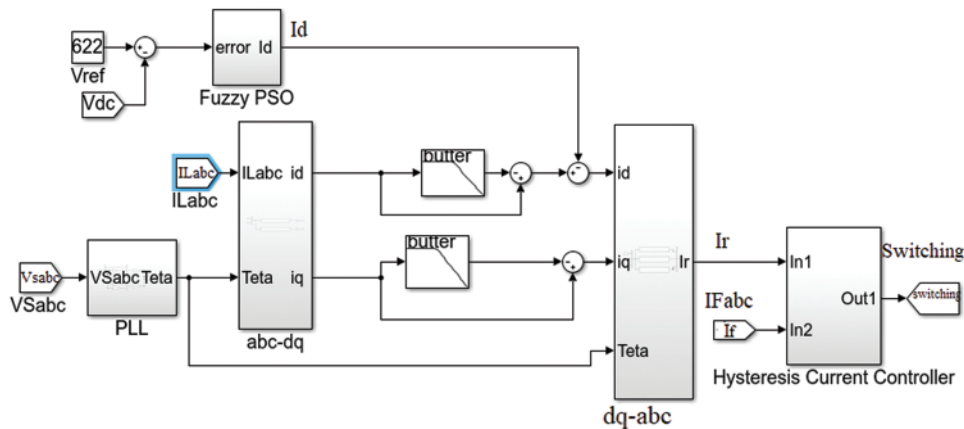 Id
622
Vref
Vdc
error Id
Fuzzy PSO
ILabc
ILabc
ILabc id
Teta iq
abc-dq
butter
butter
Vsabc
VSabc
VSabc Teta
PLL
id
iq Ir
Teta
dq-abc
Ir
IFabc
If
In1
In2
Out1
Hysteresis Current Controller
Switching
switching